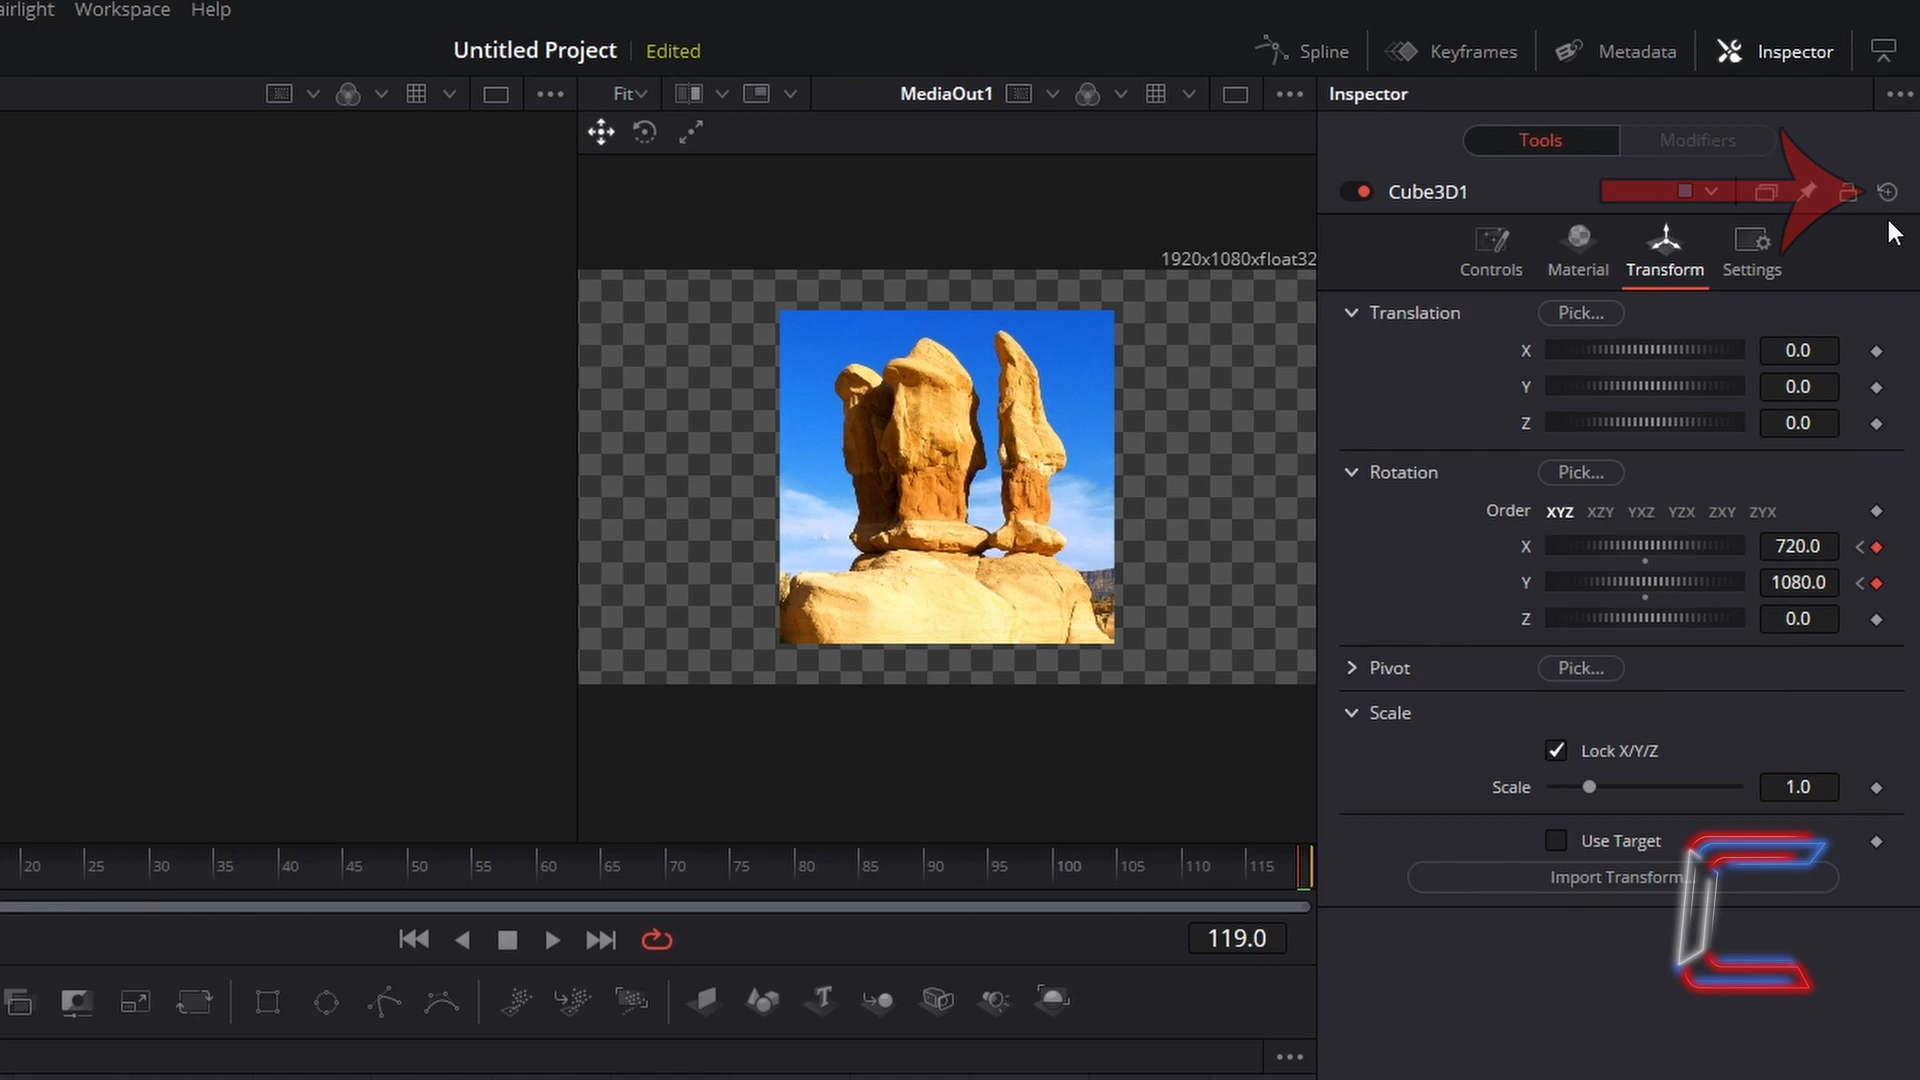 airlight Workspace Help
Untitled Project Edited
Spline Keyframes Metadata Inspector
Fit MediaOut1
Inspector
Tools Modifiers
Cube3D1
1920x1080xfloat32
Controls Material Transform Settings
Translation Pick...
X 0.0
Y 0.0
Z 0.0
Rotation Pick...
Order XYZ XZY YXZ YZX ZXY ZYX
X 720.0
Y 1080.0
Z 0.0
Pivot Pick...
Scale
Lock X/Y/Z
Scale 1.0
Use Target
Import Transform...
20 25 30 35 40 45 50 55 60 65 70 75 80 85 90 95 100 105 110 115
119.0